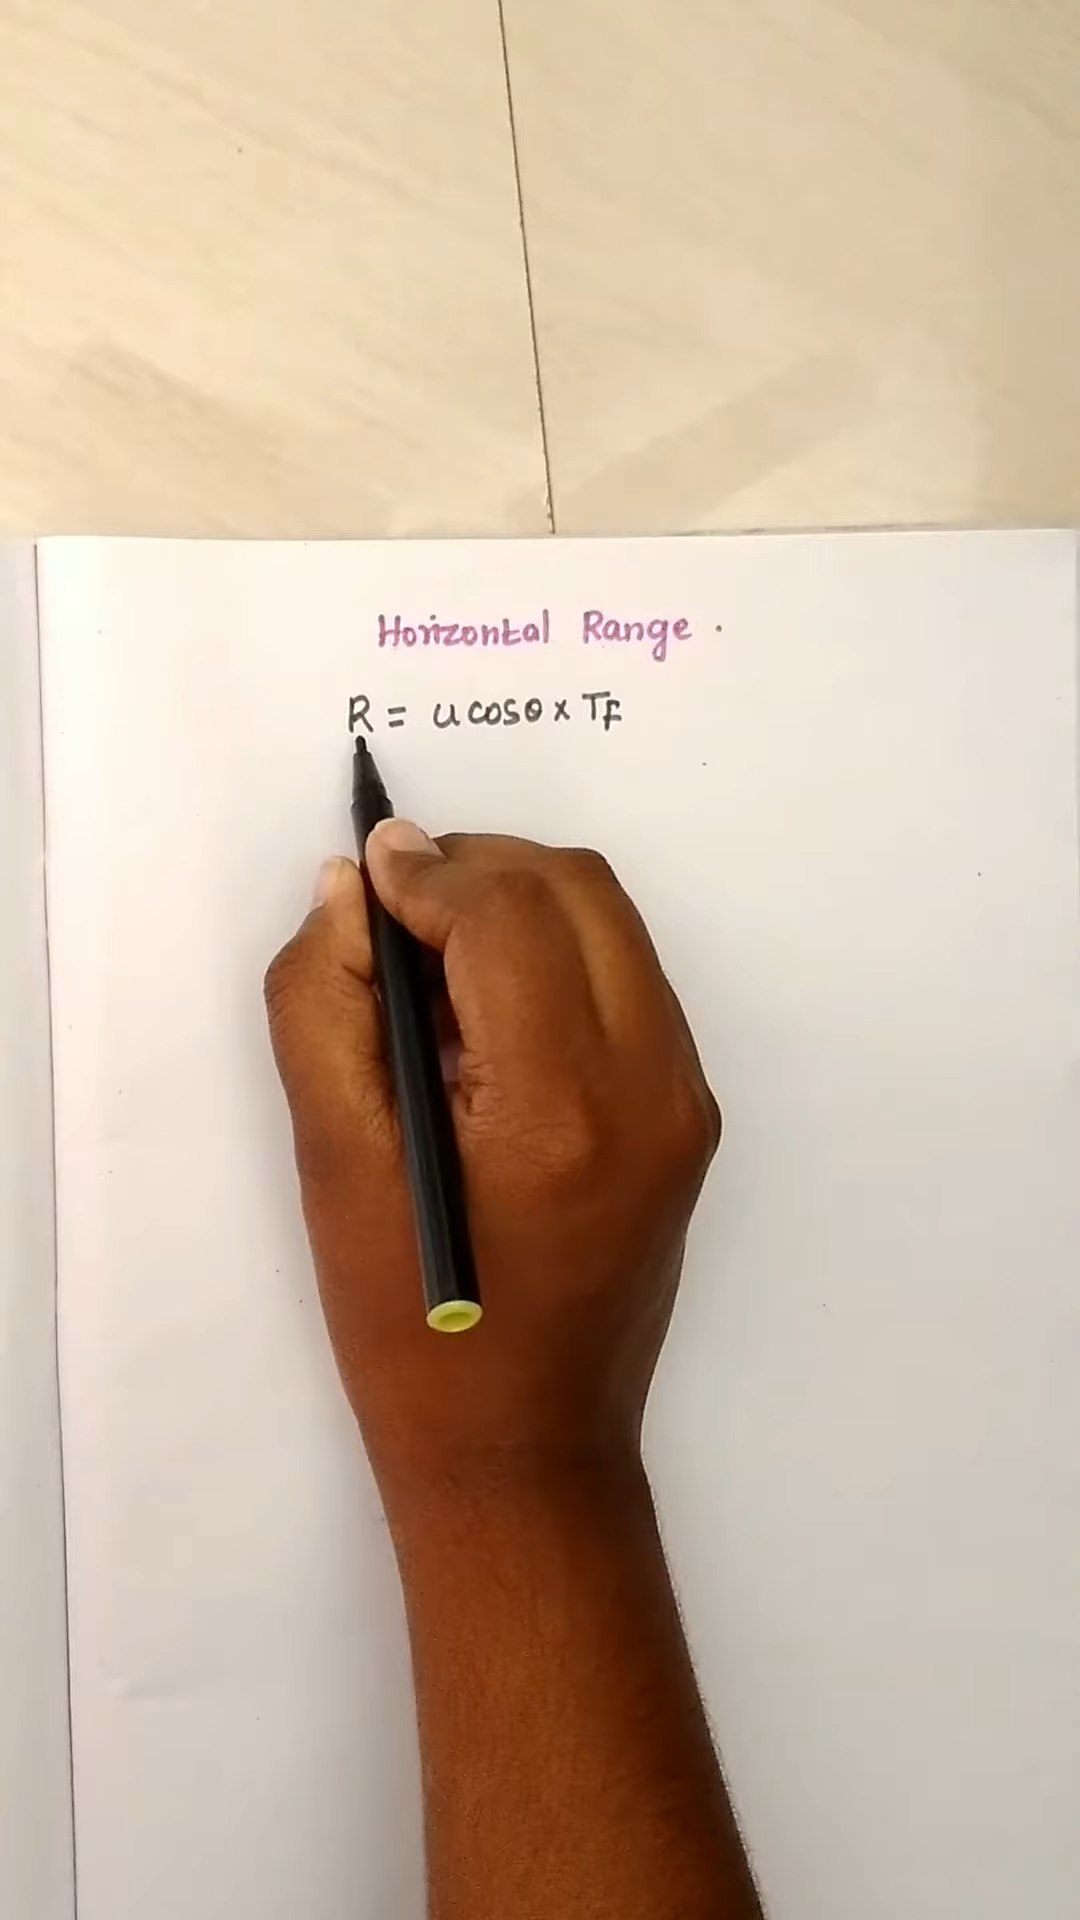 Horizontal Range.
R = u cosθ x TF